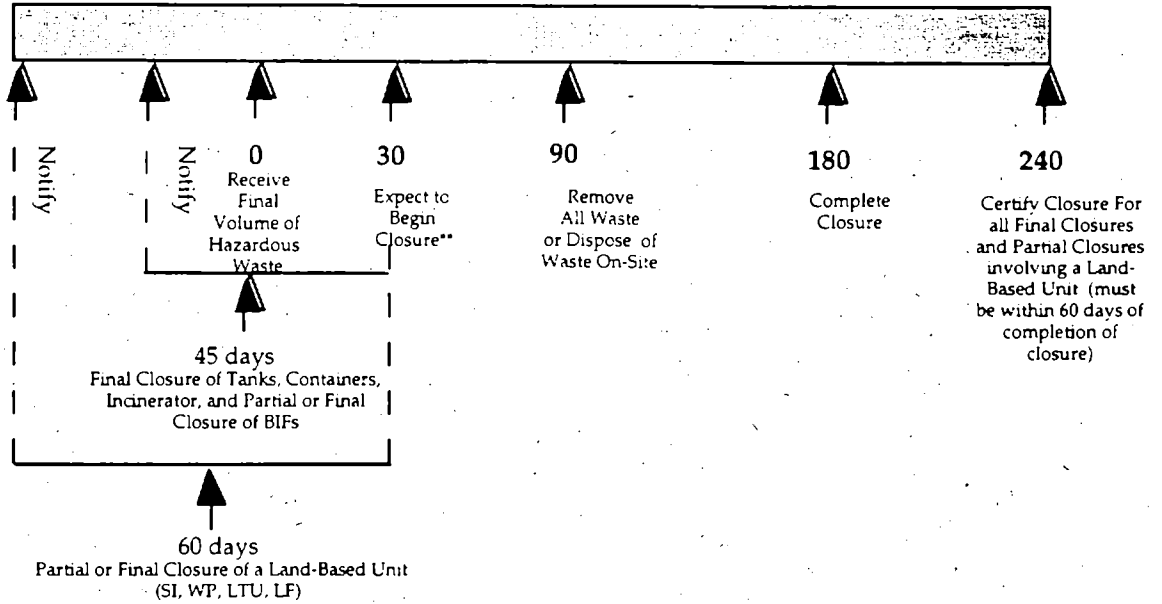 Notify
Notify
0
Receive
Final
Volume of
Hazardous
Waste
30
Expect to
Begin
Closure**
90
Remove
All Waste
or Dispose of
Waste On-Site
180
Complete
Closure
240
Certify Closure For
all Final Closures
and Partial Closures
involving a Land-
Based Unit (must
be within 60 days of
completion of
closure)
45 days
Final Closure of Tanks, Containers,
Incinerator, and Partial or Final
Closure of BIFs
60 days
Partial or Final Closure of a Land-Based Unit
(SI, WP, LTU, LF)